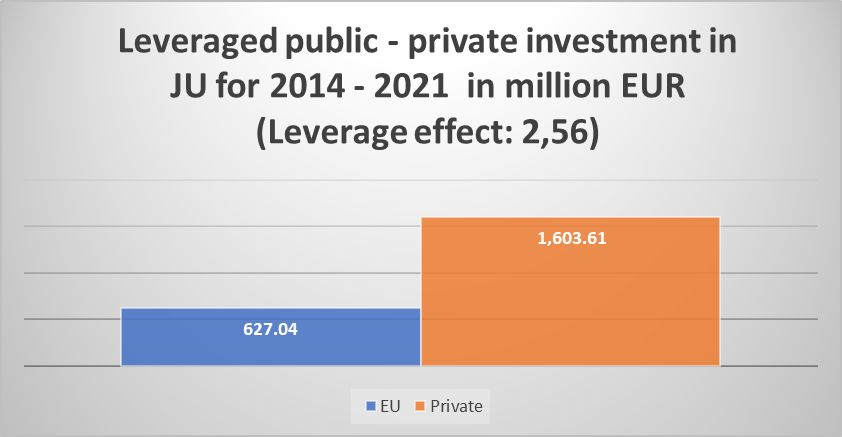 Leveraged public - private investment in
JU for 2014 - 2021  in million EUR
(Leverage effect: 2,56)
1,603.61
627.04
EU Private